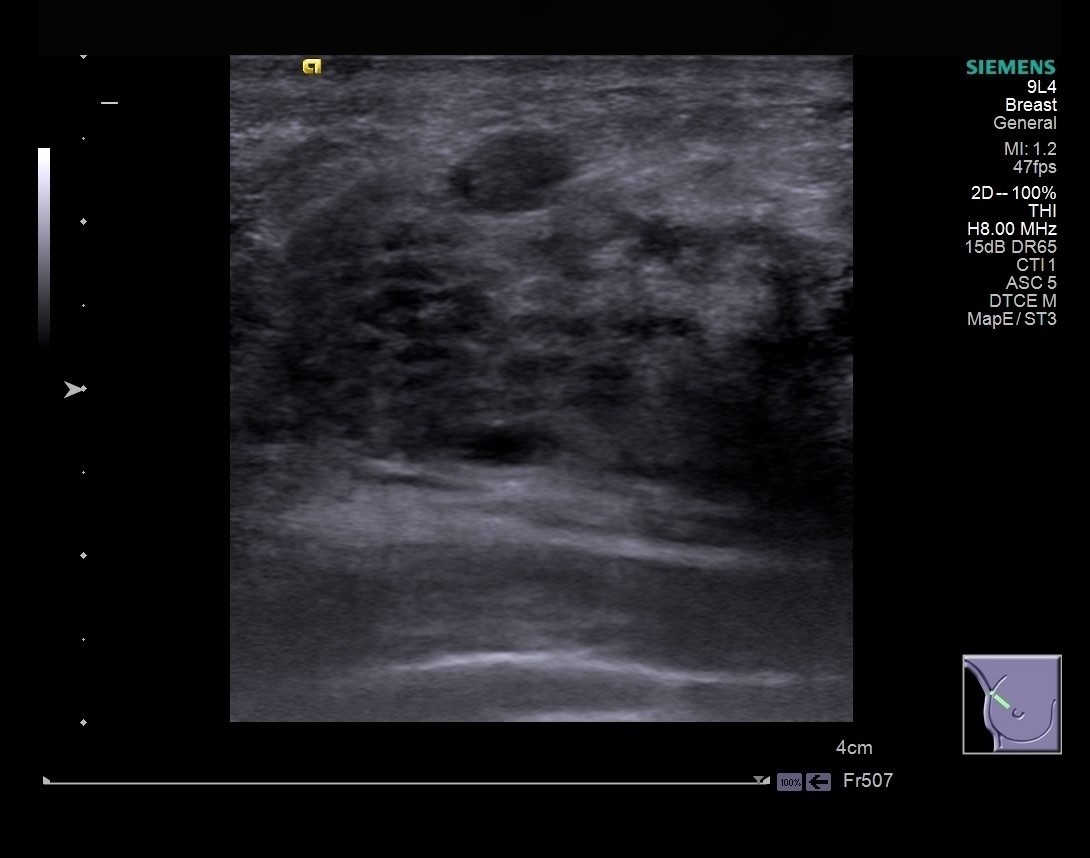 SIEMENS
9L4
Breast
General
MI: 1.2
47fps
2D--100%
THI
H8.00 MHz
15dB DR65
CTI 1
ASC 5
DTCE M
MapE / ST3
4cm
100%
Fr507